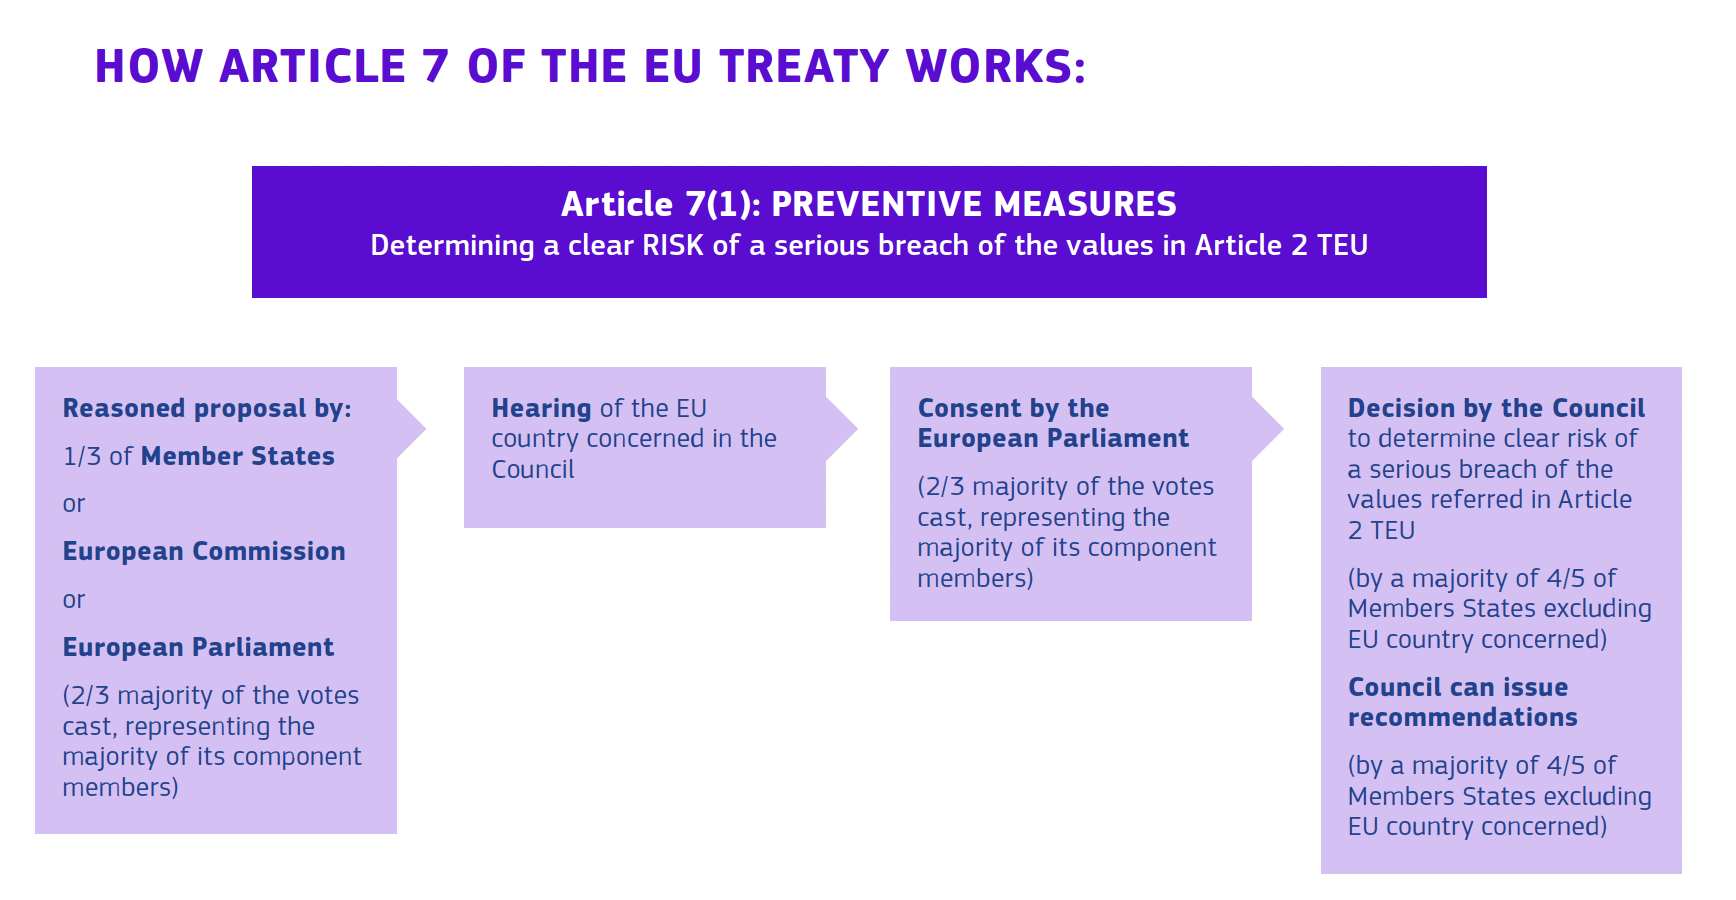 HOW ARTICLE 7 OF THE EU TREATY WORKS:
Article 7(1): PREVENTIVE MEASURES
Determining a clear RISK of a serious breach of the values in Article 2 TEU
Reasoned proposal by:
1/3 of Member States
or
European Commission
or
European Parliament
(2/3 majority of the votes
cast, representing the
majority of its component
members)
Hearing of the EU
country concerned in the
Council
Consent by the
European Parliament
(2/3 majority of the votes
cast, representing the
majority of its component
members)
Decision by the Council
to determine clear risk of
a serious breach of the
values referred in Article
2 TEU
(by a majority of 4/5 of
Members States excluding
EU country concerned)
Council can issue
recommendations
(by a majority of 4/5 of
Members States excluding
EU country concerned)